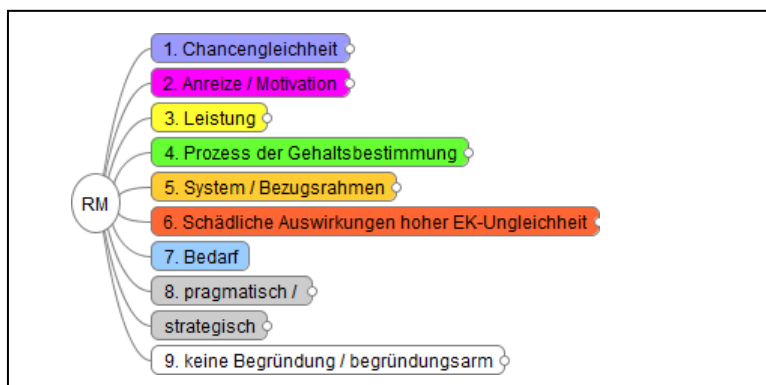 1. Chancengleichheit
2. Anreize / Motivation
3. Leistung
4. Prozess der Gehaltsbestimmung
5. System / Bezugsrahmen
RM
6. Schädliche Auswirkungen hoher EK-Ungleichheit
7. Bedarf
8. pragmatisch /
strategisch
9. keine Begründung / begründungsarm